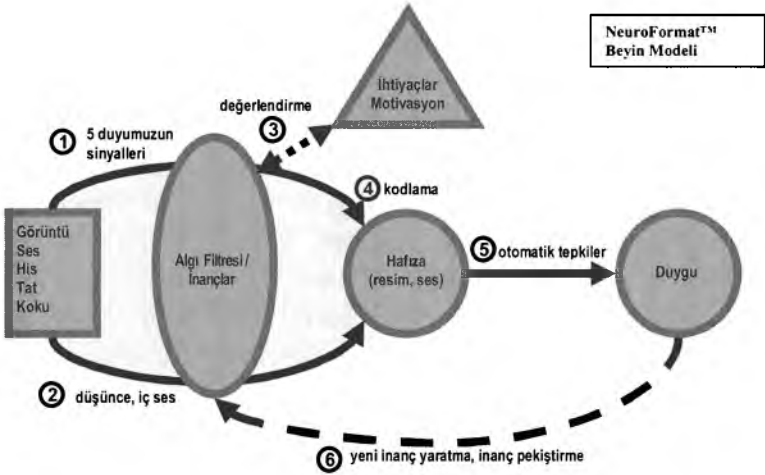 NeuroFormat™
Beyin Modeli
İhtiyaçlar
Motivasyon
değerlendirme
3
1 5 duyumuzun
sinyalleri
4 kodlama
Görüntü
Ses
His
Tat
Koku
Algı Filtresi /
İnançlar
Hafıza
(resim, ses)
5 otomatik tepkiler
Duygu
2 düşünce, iç ses
6 yeni inanç yaratma, inanç pekiştirme